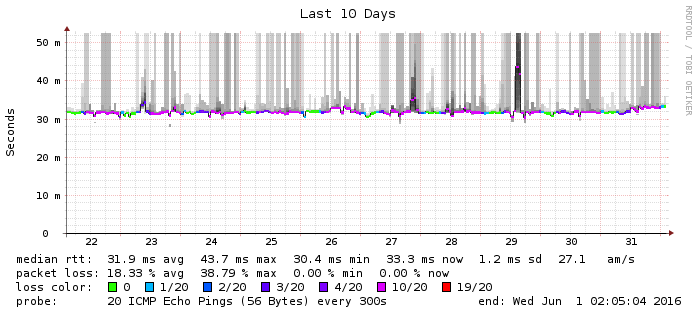 Last 10 Days
RRDTOOL / TOBI OETIKER
Seconds
50 m
40 m
30 m
20 m
10 m
0
22 23 24 25 26 27 28 29 30 31
median rtt: 31.9 ms avg 43.7 ms max 30.4 ms min 33.3 ms now 1.2 ms sd 27.1 am/s
packet loss: 18.33 % avg 38.79 % max 0.00 % min 0.00 % now
loss color: 0 1/20 2/20 3/20 4/20 10/20 19/20
probe: 20 ICMP Echo Pings (56 Bytes) every 300s end: Wed Jun 1 02:05:04 2016